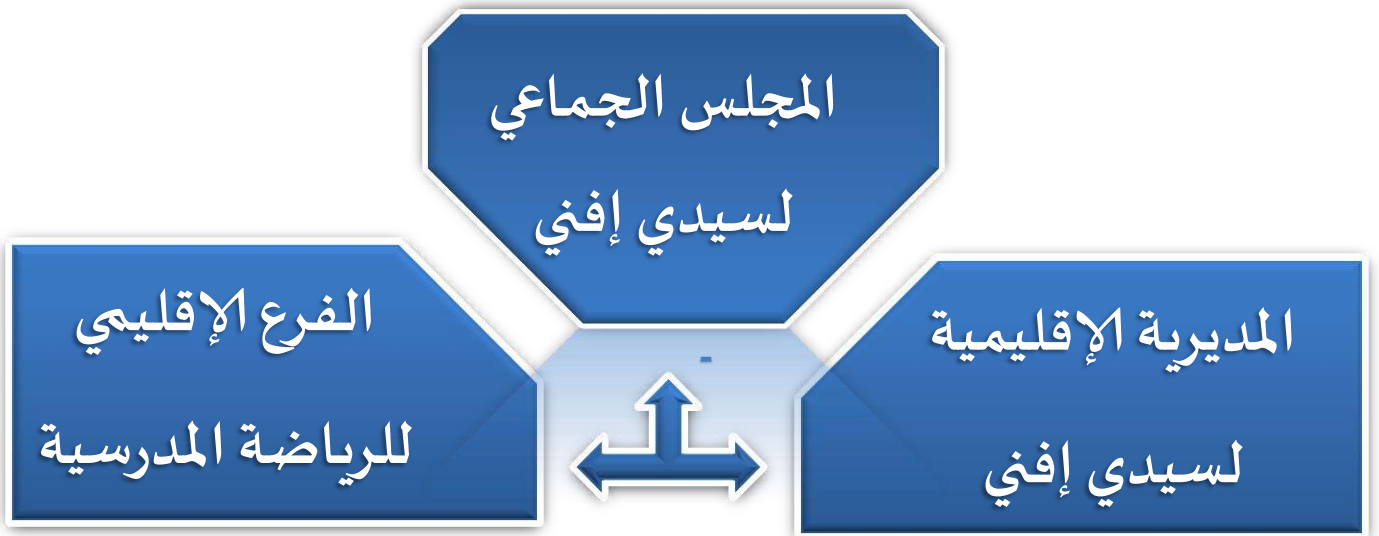 المجلس الجماعي
لسيدي إفني
المديرية الإقليمية
لسيدي إفني
الفرع الإقليمي
للرياضة المدرسية
-